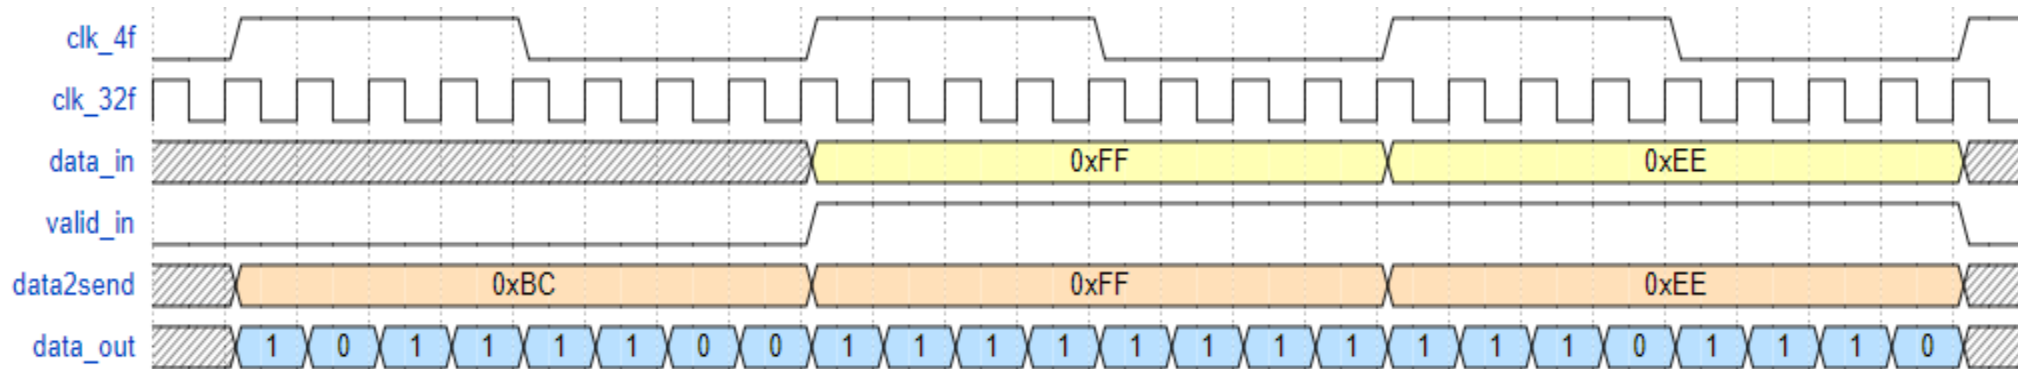 clk_4f
clk_32f
data_in 0xFF 0xEE
valid_in
data2send 0xBC 0xFF 0xEE
data_out 1 0 1 1 1 1 0 0 1 1 1 1 1 1 1 1 1 1 1 0 1 1 1 0